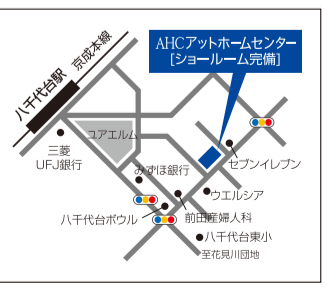 AHCアットホームセンター
[ショールーム完備]
京成本線
八千代台駅
ユアエルム
三菱
UFJ銀行
みずほ銀行
セブンイレブン
ウエルシア
八千代台ボウル
前田産婦人科
八千代台東小
至花見川団地